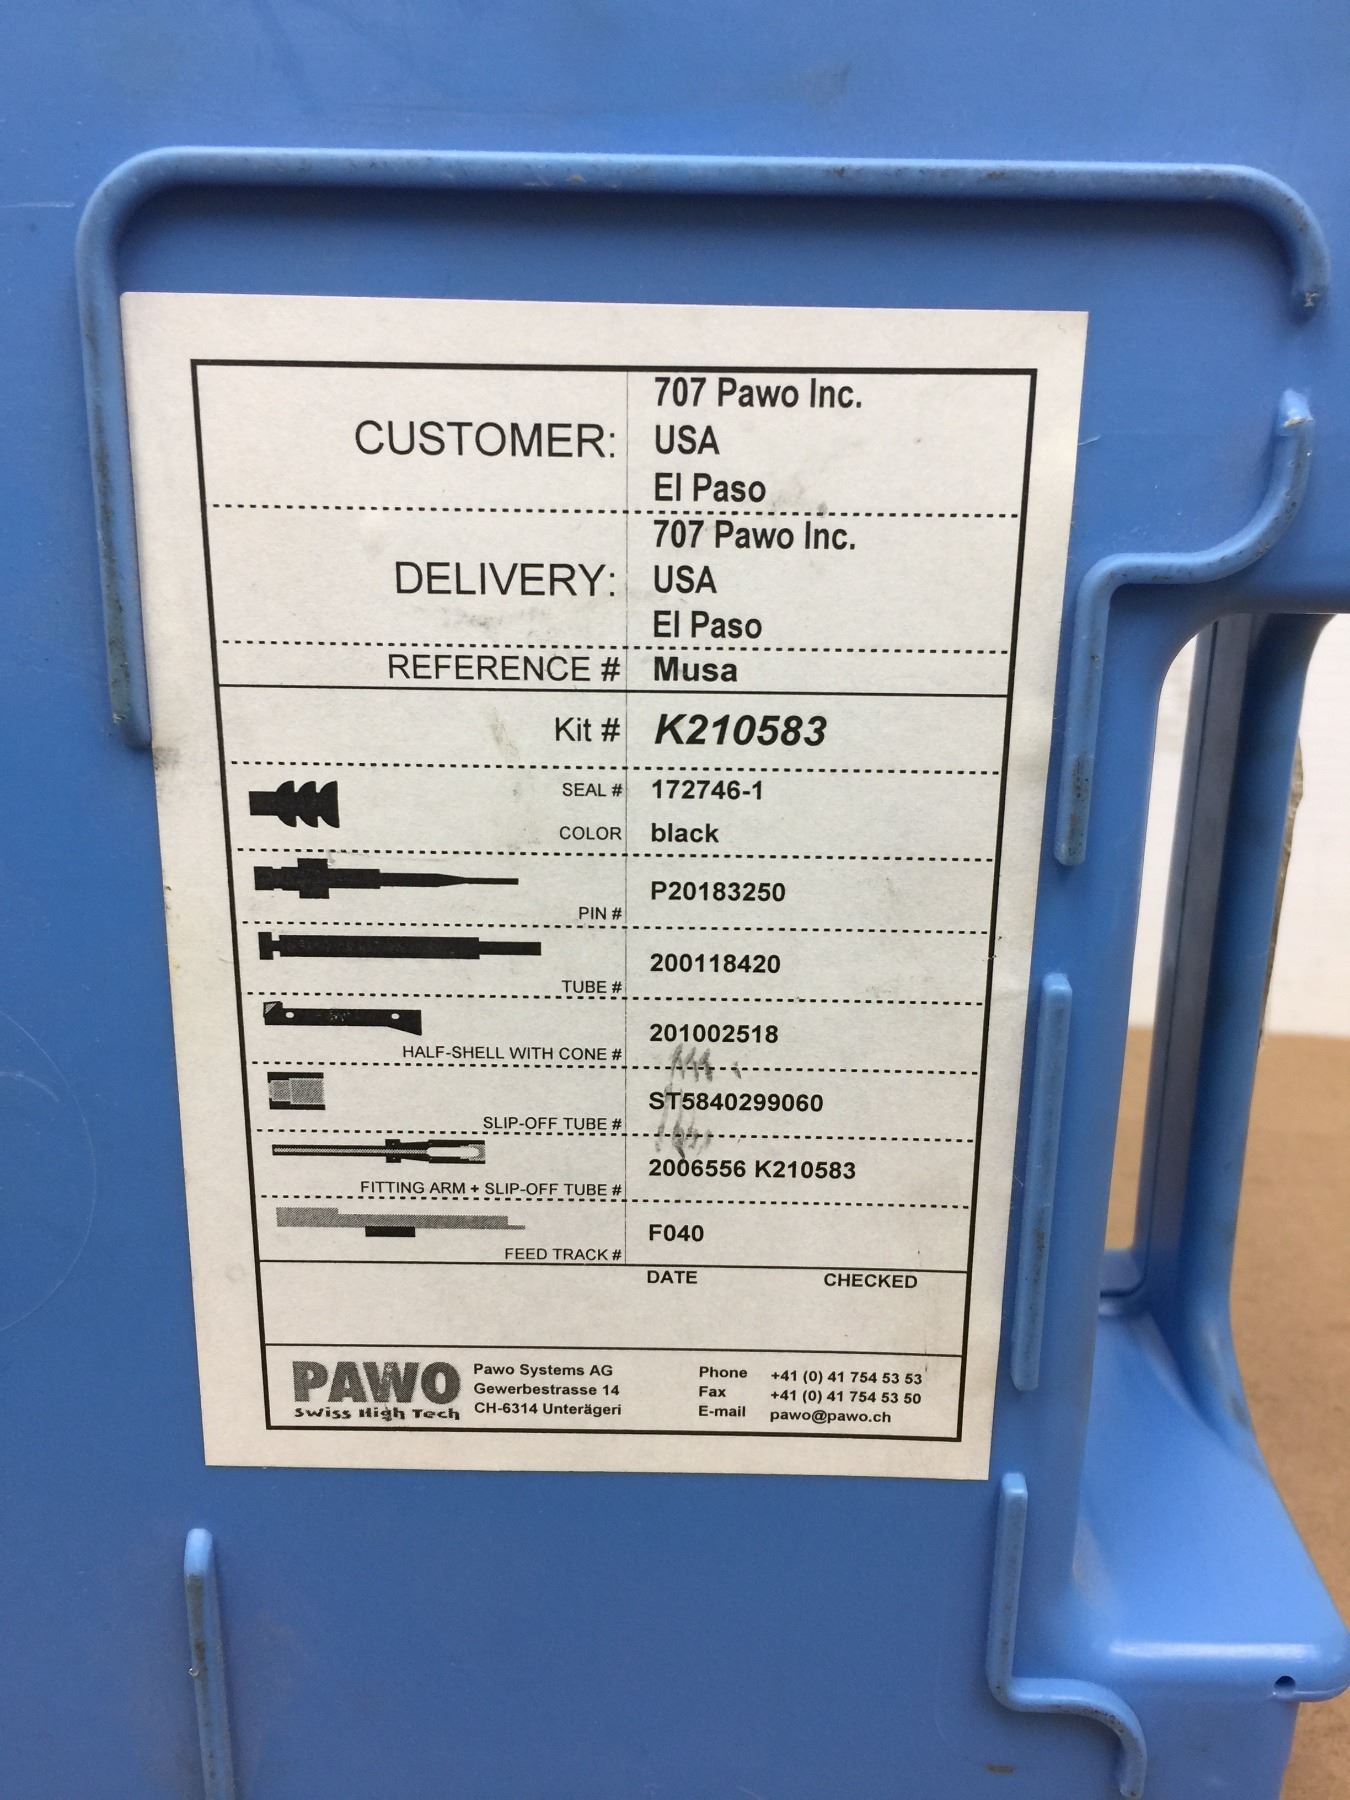 707 Pawo Inc.
CUSTOMER: USA
El Paso
707 Pawo Inc.
DELIVERY: USA
El Paso
REFERENCE # Musa
Kit # K210583
SEAL # 172746-1
COLOR black
P20183250
PIN #
200118420
TUBE #
201002518
HALF-SHELL WITH CONE #
ST5840299060
SLIP-OFF TUBE #
2006556 K210583
FITTING ARM + SLIP-OFF TUBE #
F040
FEED TRACK #
DATE CHECKED
PAWO
Swiss High Tech
Pawo Systems AG
Gewerbestrasse 14
CH-6314 Unterägeri
Phone +41 (0) 41 754 53 53
Fax +41 (0) 41 754 53 50
E-mail pawo@pawo.ch